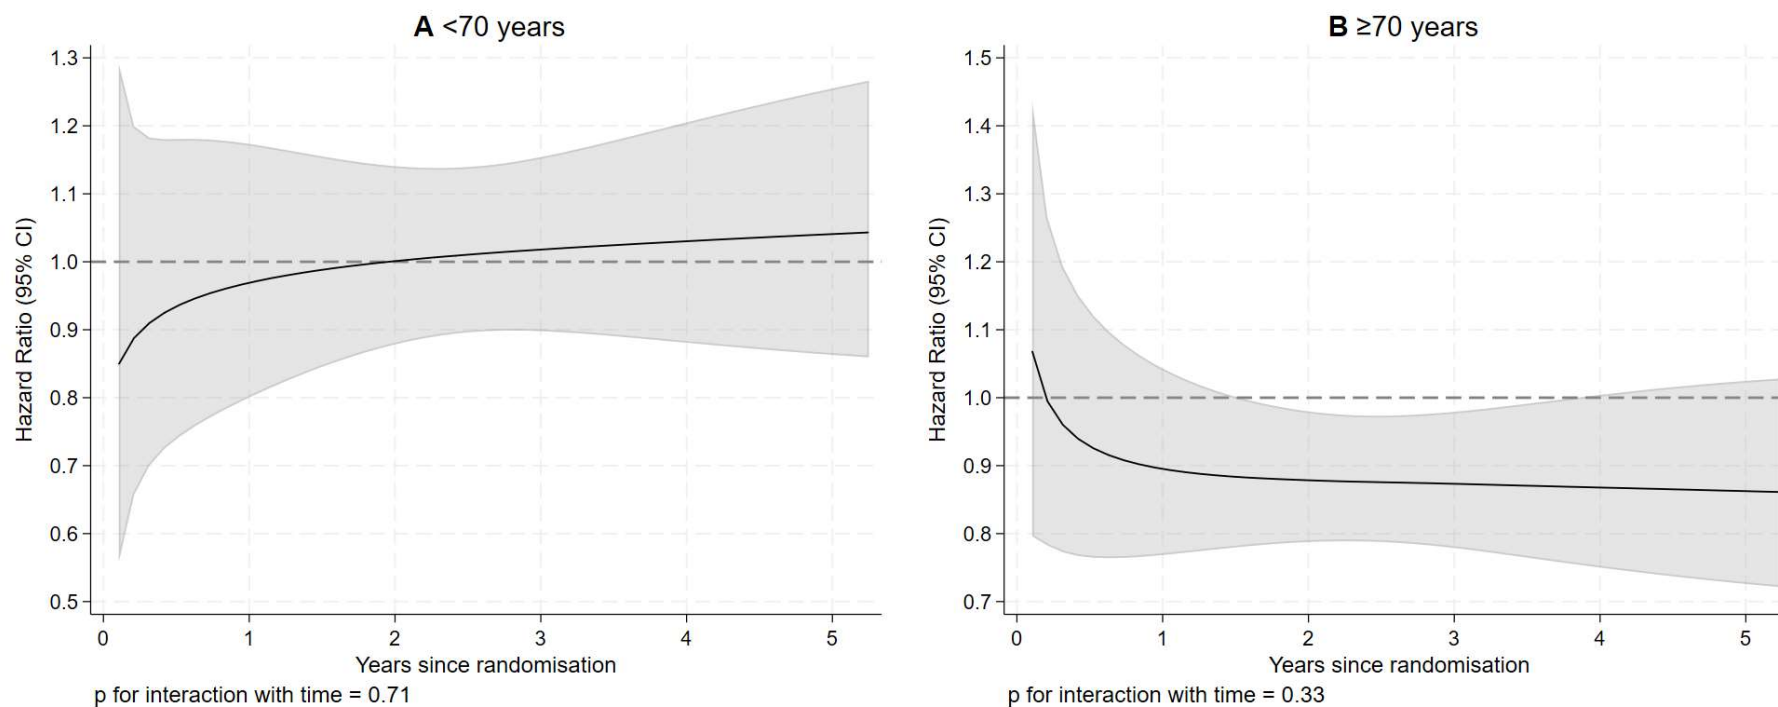 A <70 years
1.3
1.2
1.1
1.0
0.9
0.8
0.7
0.6
0.5
Hazard Ratio (95% CI)
0 1 2 3 4 5
Years since randomisation
p for interaction with time = 0.71
B ≥70 years
1.5
1.4
1.3
1.2
1.1
1.0
0.9
0.8
0.7
Hazard Ratio (95% CI)
0 1 2 3 4 5
Years since randomisation
p for interaction with time = 0.33